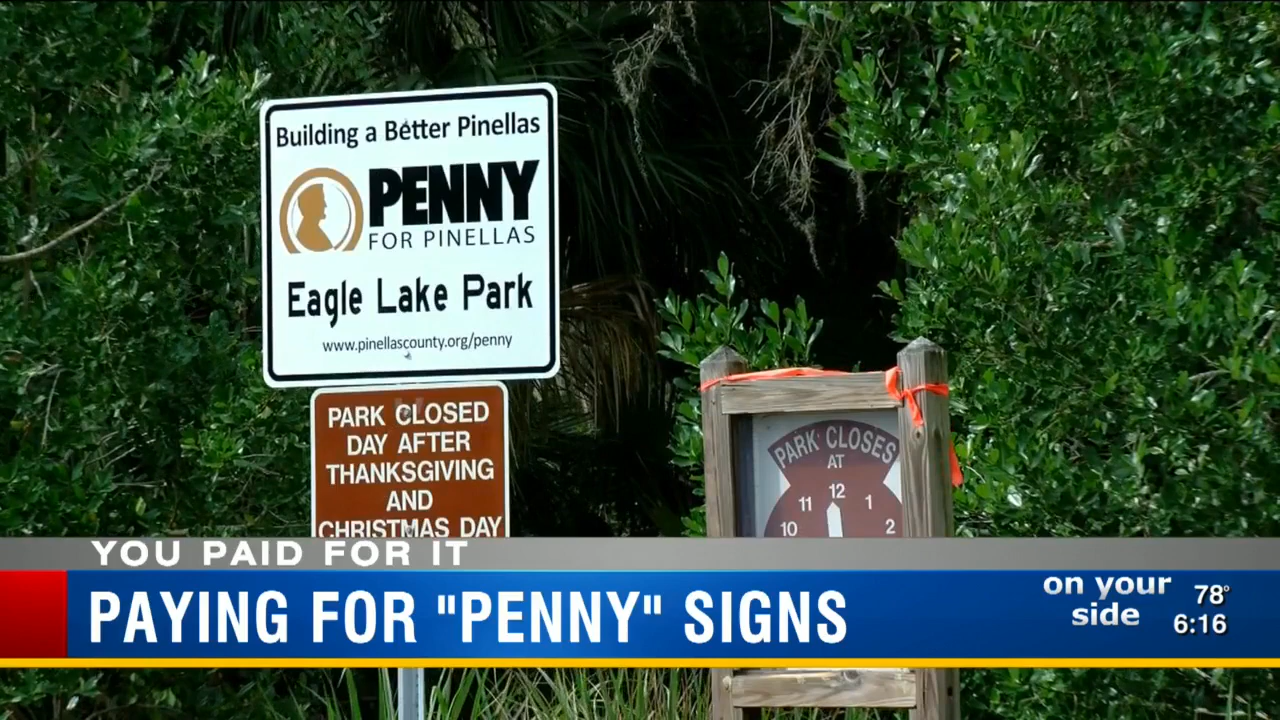 Building a Better Pinellas
PENNY
FOR PINELLAS
Eagle Lake Park
www.pinellascounty.org/penny
PARK CLOSED
DAY AFTER
THANKSGIVING
AND
CHRISTMAS DAY
PARK CLOSES
AT
12
11 1
10 2
YOU PAID FOR IT
PAYING FOR "PENNY" SIGNS
on your
side
78°
6:16